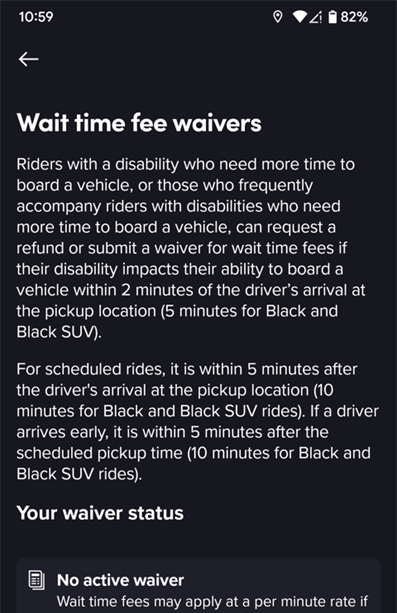 10:59
82%
Wait time fee waivers
Riders with a disability who need more time to
board a vehicle, or those who frequently
accompany riders with disabilities who need
more time to board a vehicle, can request a
refund or submit a waiver for wait time fees if
their disability impacts their ability to board a
vehicle within 2 minutes of the driver’s arrival at
the pickup location (5 minutes for Black and
Black SUV).
For scheduled rides, it is within 5 minutes after
the driver's arrival at the pickup location (10
minutes for Black and Black SUV rides). If a driver
arrives early, it is within 5 minutes after the
scheduled pickup time (10 minutes for Black and
Black SUV rides).
Your waiver status
No active waiver
Wait time fees may apply at a per minute rate if